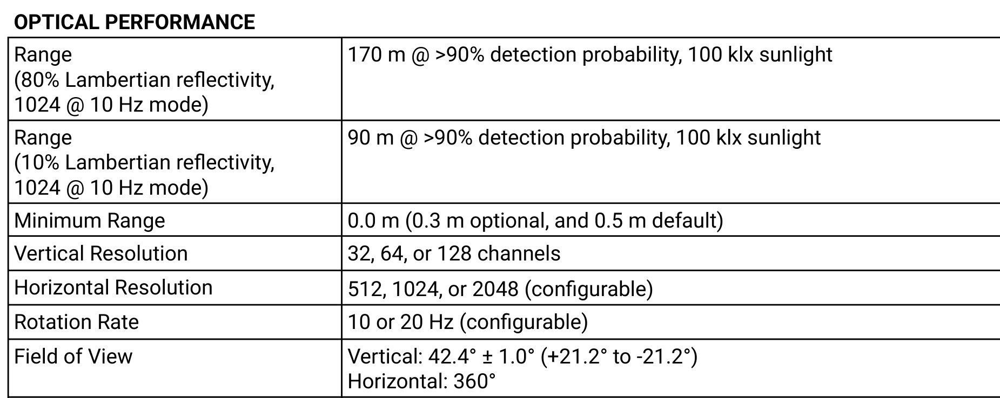 OPTICAL PERFORMANCE
Range
(80% Lambertian reflectivity,
1024 @ 10 Hz mode)
170 m @ >90% detection probability, 100 klx sunlight
Range
(10% Lambertian reflectivity,
1024 @ 10 Hz mode)
90 m @ >90% detection probability, 100 klx sunlight
Minimum Range
0.0 m (0.3 m optional, and 0.5 m default)
Vertical Resolution
32, 64, or 128 channels
Horizontal Resolution
512, 1024, or 2048 (configurable)
Rotation Rate
10 or 20 Hz (configurable)
Field of View
Vertical: 42.4° ± 1.0° (+21.2° to -21.2°)
Horizontal: 360°